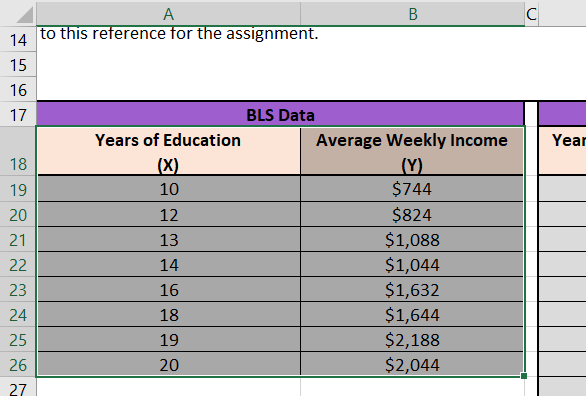 A B C
14 to this reference for the assignment.
15
16
17 BLS Data
Years of Education Average Weekly Income Year
18 (X) (Y)
19 10 $744
20 12 $824
21 13 $1,088
22 14 $1,044
23 16 $1,632
24 18 $1,644
25 19 $2,188
26 20 $2,044
27